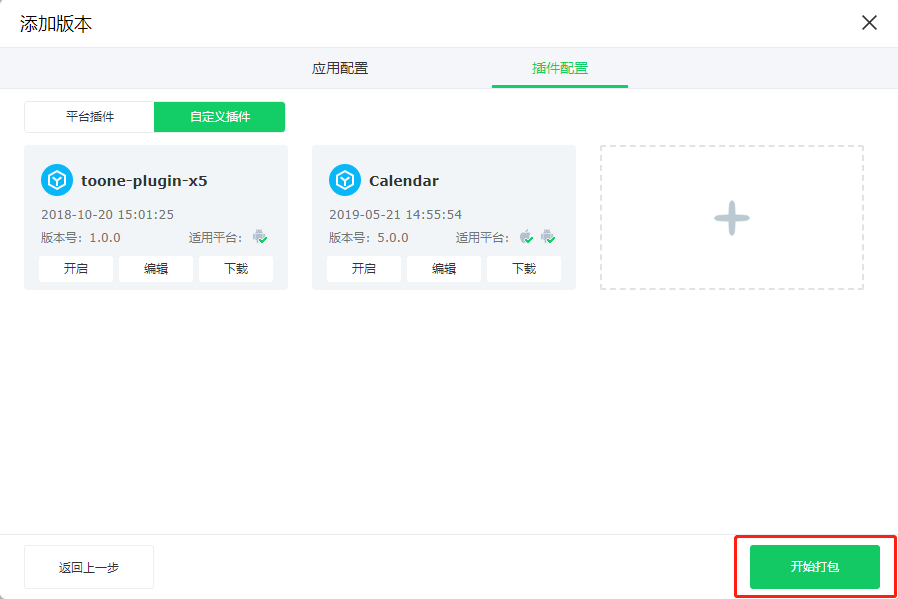 添加版本
应用配置 插件配置
平台插件 自定义插件
toone-plugin-x5
2018-10-20 15:01:25
版本号: 1.0.0 适用平台:
开启 编辑 下载
Calendar
2019-05-21 14:55:54
版本号: 5.0.0 适用平台:
开启 编辑 下载
返回上一步 开始打包